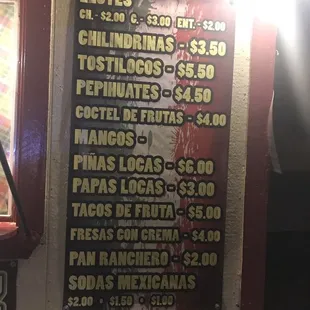 ELOTES
CH.- $2.00 G.- $3.00 ENT.- $2.00
CHILINDRINAS - $3.50
TOSTILOCOS - $5.50
PEPIHUATES - $4.50
COCTEL DE FRUTAS - $4.00
MANGOS -
PIÑAS LOCAS - $6.00
PAPAS LOCAS - $3.00
TACOS DE FRUTA - $5.00
FRESAS CON CREMA - $4.00
PAN RANCHERO - $2.00
SODAS MEXICANAS
$2.00 - $1.50 - $1.00